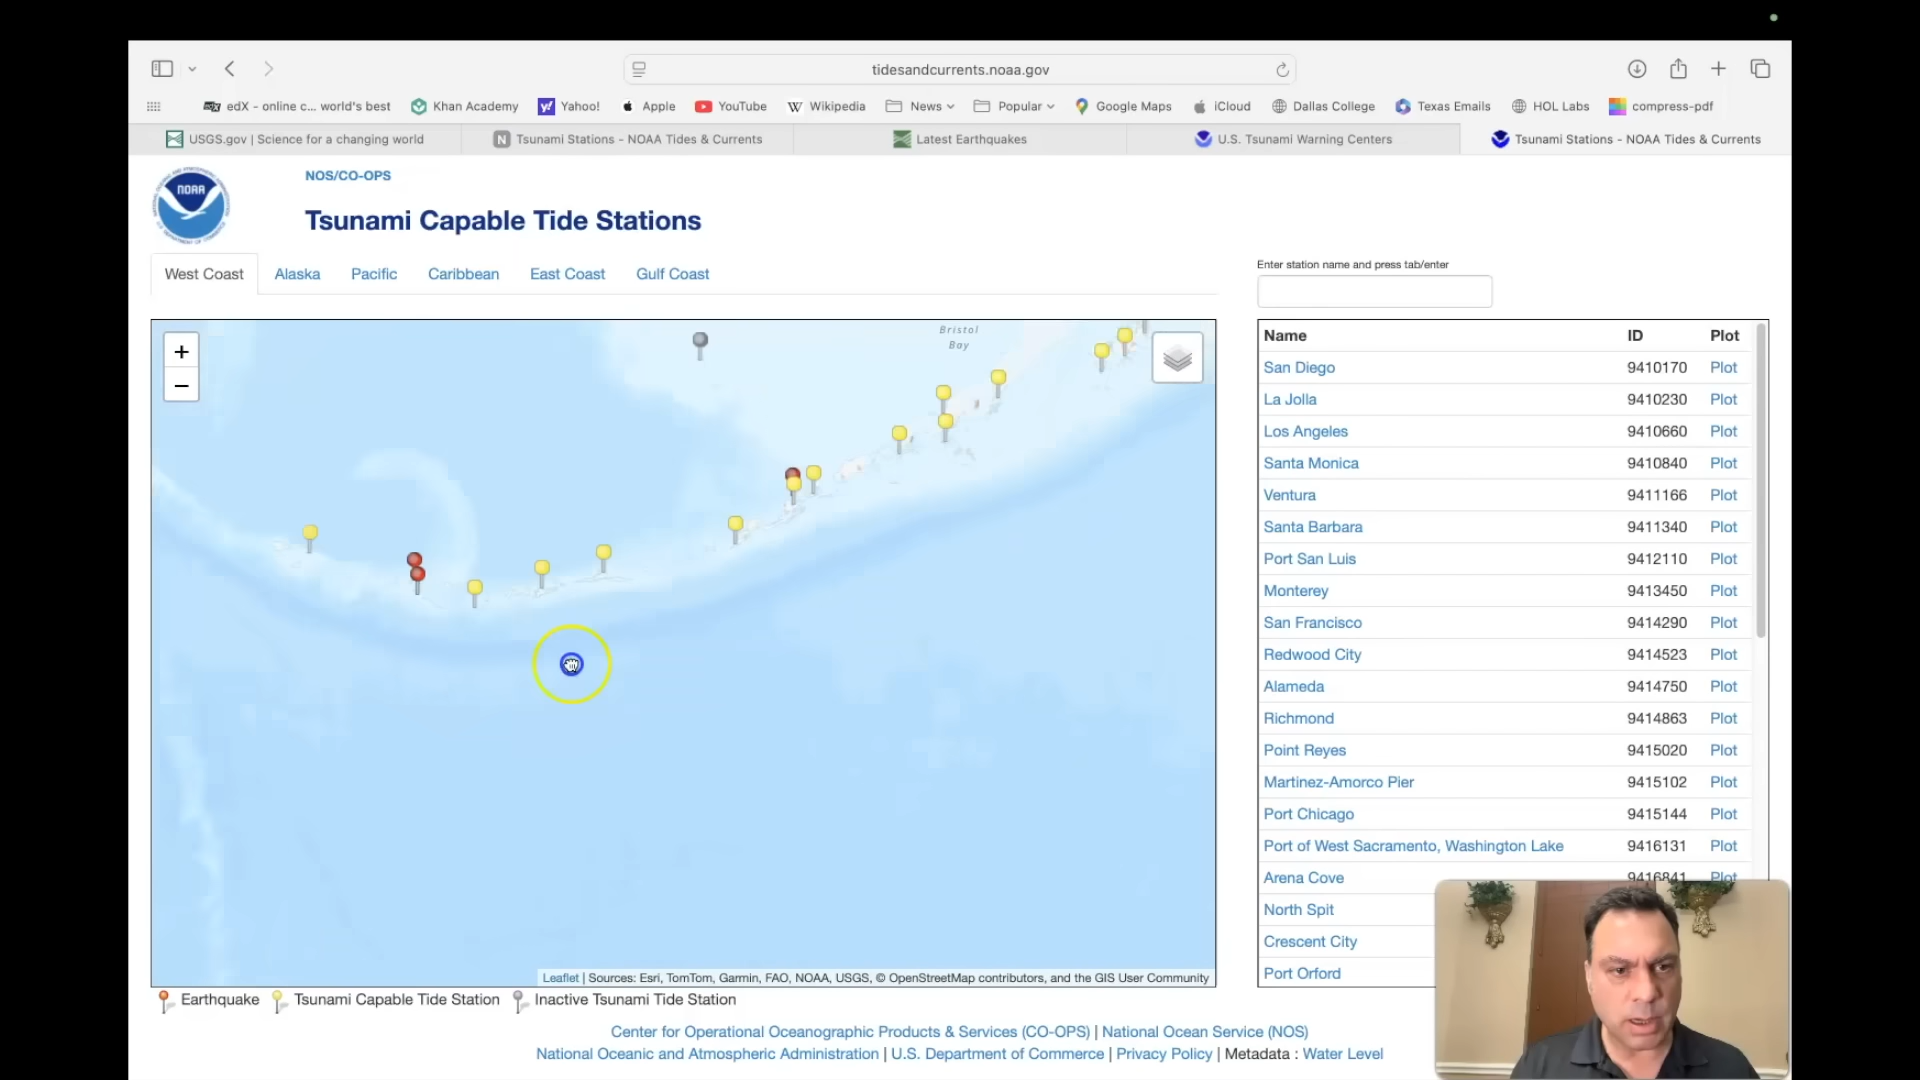 tidesandcurrents.noaa.gov
edX - online c... world's best
Khan Academy
Yahoo!
Apple
YouTube
Wikipedia
News
Popular
Google Maps
iCloud
Dallas College
Texas Emails
HOL Labs
compress-pdf
USGS.gov | Science for a changing world
Tsunami Stations - NOAA Tides & Currents
Latest Earthquakes
U.S. Tsunami Warning Centers
Tsunami Stations - NOAA Tides & Currents
NOAA
NOS/CO-OPS
Tsunami Capable Tide Stations
West Coast
Alaska
Pacific
Caribbean
East Coast
Gulf Coast
Enter station name and press tab/enter
+
−
Bristol
Bay
Name ID Plot
San Diego 9410170 Plot
La Jolla 9410230 Plot
Los Angeles 9410660 Plot
Santa Monica 9410840 Plot
Ventura 9411166 Plot
Santa Barbara 9411340 Plot
Port San Luis 9412110 Plot
Monterey 9413450 Plot
San Francisco 9414290 Plot
Redwood City 9414523 Plot
Alameda 9414750 Plot
Richmond 9414863 Plot
Point Reyes 9415020 Plot
Martinez-Amorco Pier 9415102 Plot
Port Chicago 9415144 Plot
Port of West Sacramento, Washington Lake 9416131 Plot
Arena Cove 9416841 Plot
North Spit
Crescent City
Port Orford
Leaflet | Sources: Esri, TomTom, Garmin, FAO, NOAA, USGS, © OpenStreetMap contributors, and the GIS User Community
Earthquake Tsunami Capable Tide Station Inactive Tsunami Tide Station
Center for Operational Oceanographic Products & Services (CO-OPS) | National Ocean Service (NOS)
National Oceanic and Atmospheric Administration | U.S. Department of Commerce | Privacy Policy | Metadata : Water Level